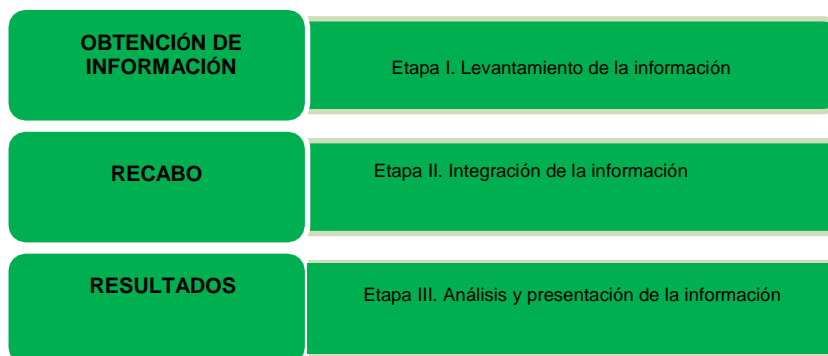 OBTENCIÓN DE
INFORMACIÓN
Etapa I. Levantamiento de la información
RECABO
Etapa II. Integración de la información
RESULTADOS
Etapa III. Análisis y presentación de la información